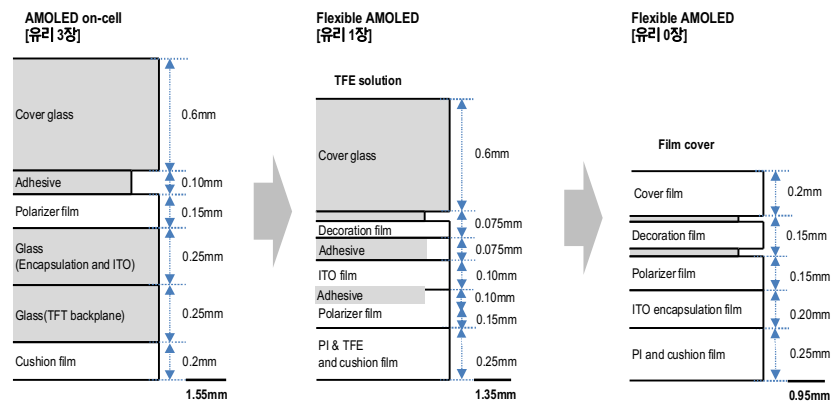 AMOLED on-cell
[유리 3장]
Cover glass
0.6mm
Adhesive
0.10mm
Polarizer film
0.15mm
Glass
(Encapsulation and ITO)
0.25mm
Glass(TFT backplane)
0.25mm
Cushion film
0.2mm
1.55mm
Flexible AMOLED
[유리 1장]
TFE solution
Cover glass
0.6mm
Decoration film
0.075mm
Adhesive
0.075mm
ITO film
0.10mm
Adhesive
0.10mm
Polarizer film
0.15mm
PI & TFE
and cushion film
0.25mm
1.35mm
Flexible AMOLED
[유리 0장]
Film cover
Cover film
0.2mm
Decoration film
0.15mm
Polarizer film
0.15mm
ITO encapsulation film
0.20mm
PI and cushion film
0.25mm
0.95mm